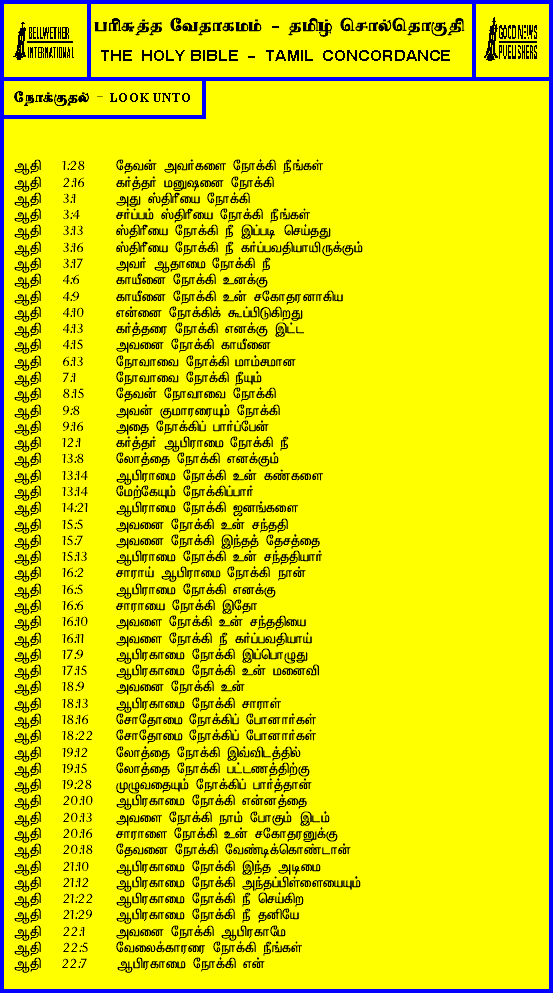 BELLWETHER
INTERNATIONAL
பரிசுத்த வேதாகமம் - தமிழ் சொல்தொகுதி
THE HOLY BIBLE - TAMIL CONCORDANCE
GOOD NEWS
PUBLISHERS
நோக்குதல் - LOOK UNTO
ஆதி 1:28 தேவன் அவர்களை நோக்கி நீங்கள்
ஆதி 2:16 கர்த்தர் மனுஷனை நோக்கி
ஆதி 3:1 அது ஸ்திரீயை நோக்கி
ஆதி 3:4 சர்ப்பம் ஸ்திரீயை நோக்கி நீங்கள்
ஆதி 3:13 ஸ்திரீயை நோக்கி நீ இப்படி செய்தது
ஆதி 3:16 ஸ்திரீயை நோக்கி நீ கர்ப்பவதியாயிருக்கும்
ஆதி 3:17 அவர் ஆதாமை நோக்கி நீ
ஆதி 4:6 காயீனை நோக்கி உனக்கு
ஆதி 4:9 காயீனை நோக்கி உன் சகோதரனாகிய
ஆதி 4:10 என்னை நோக்கிக் கூப்பிடுகிறது
ஆதி 4:13 கர்த்தரை நோக்கி எனக்கு இட்ட
ஆதி 4:15 அவனை நோக்கி காயீனை
ஆதி 6:13 நோவாவை நோக்கி மாம்சமான
ஆதி 7:1 நோவாவை நோக்கி நீயும்
ஆதி 8:15 தேவன் நோவாவை நோக்கி
ஆதி 9:8 அவன் குமாரரையும் நோக்கி
ஆதி 9:16 அதை நோக்கிப் பார்ப்பேன்
ஆதி 12:1 கர்த்தர் ஆபிராமை நோக்கி நீ
ஆதி 13:8 லோத்தை நோக்கி எனக்கும்
ஆதி 13:14 ஆபிராமை நோக்கி உன் கண்களை
ஆதி 13:14 மேற்கேயும் நோக்கிப்பார்
ஆதி 14:21 ஆபிராமை நோக்கி ஜனங்களை
ஆதி 15:5 அவனை நோக்கி உன் சந்ததி
ஆதி 15:7 அவனை நோக்கி இந்தத் தேசத்தை
ஆதி 15:13 ஆபிராமை நோக்கி உன் சந்ததியார்
ஆதி 16:2 சாராய் ஆபிராமை நோக்கி நான்
ஆதி 16:5 ஆபிராமை நோக்கி எனக்கு
ஆதி 16:6 சாராயை நோக்கி இதோ
ஆதி 16:10 அவளை நோக்கி உன் சந்ததியை
ஆதி 16:11 அவளை நோக்கி நீ கர்ப்பவதியாய்
ஆதி 17:9 ஆபிரகாமை நோக்கி இப்பொழுது
ஆதி 17:15 ஆபிரகாமை நோக்கி உன் மனைவி
ஆதி 18:9 அவனை நோக்கி உன்
ஆதி 18:13 ஆபிரகாமை நோக்கி சாராள்
ஆதி 18:16 சோதோமை நோக்கிப் போனார்கள்
ஆதி 18:22 சோதோமை நோக்கிப் போனார்கள்
ஆதி 19:12 லோத்தை நோக்கி இவ்விடத்தில்
ஆதி 19:15 லோத்தை நோக்கி பட்டணத்திற்கு
ஆதி 19:28 முழுவதையும் நோக்கிப் பார்த்தான்
ஆதி 20:10 ஆபிரகாமை நோக்கி என்னத்தை
ஆதி 20:13 அவளை நோக்கி நாம் போகும் இடம்
ஆதி 20:16 சாராளை நோக்கி உன் சகோதரனுக்கு
ஆதி 20:18 தேவனை நோக்கி வேண்டிக்கொண்டான்
ஆதி 21:10 ஆபிரகாமை நோக்கி இந்த அடிமை
ஆதி 21:12 ஆபிரகாமை நோக்கி அந்தப்பிள்ளையையும்
ஆதி 21:22 ஆபிரகாமை நோக்கி நீ செய்கிற
ஆதி 21:29 ஆபிரகாமை நோக்கி நீ தனியே
ஆதி 22:1 அவனை நோக்கி ஆபிரகாமே
ஆதி 22:5 வேலைக்காரரை நோக்கி நீங்கள்
ஆதி 22:7 ஆபிரகாமை நோக்கி என்